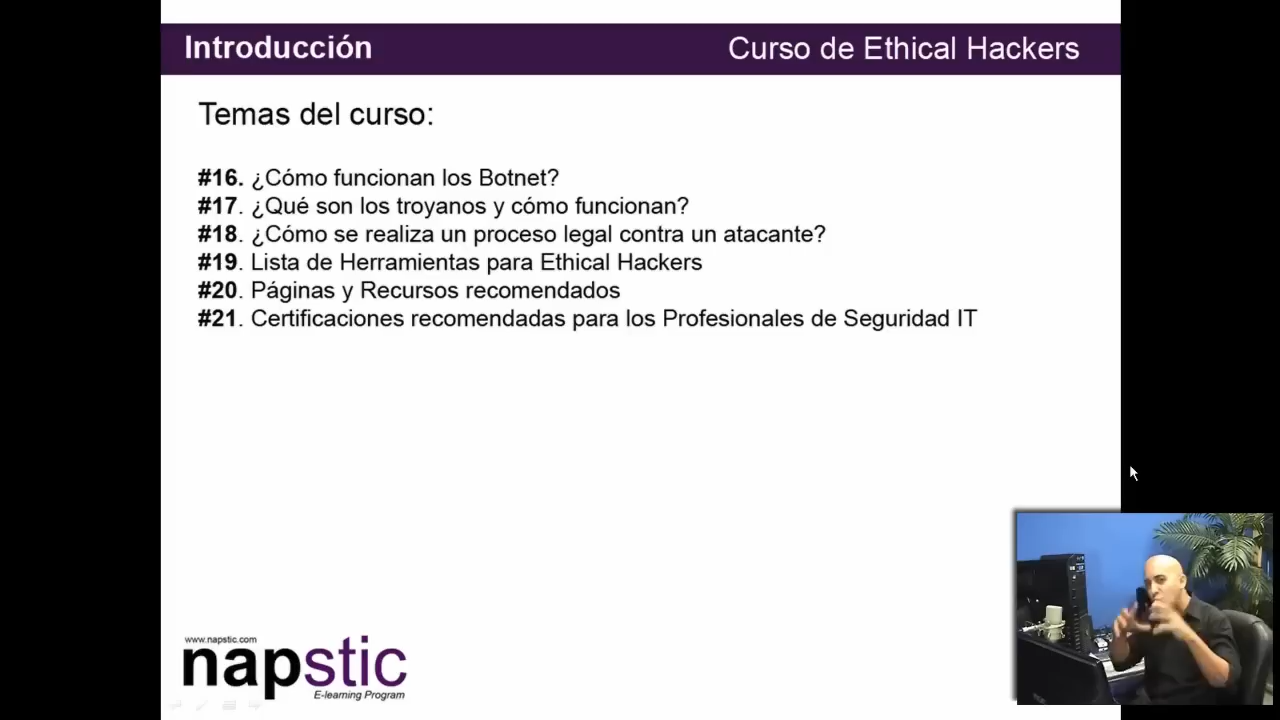 Introducción
Curso de Ethical Hackers
Temas del curso:
#16. ¿Cómo funcionan los Botnet?
#17. ¿Qué son los troyanos y cómo funcionan?
#18. ¿Cómo se realiza un proceso legal contra un atacante?
#19. Lista de Herramientas para Ethical Hackers
#20. Páginas y Recursos recomendados
#21. Certificaciones recomendadas para los Profesionales de Seguridad IT
www.napstic.com
napstic
E-learning Program